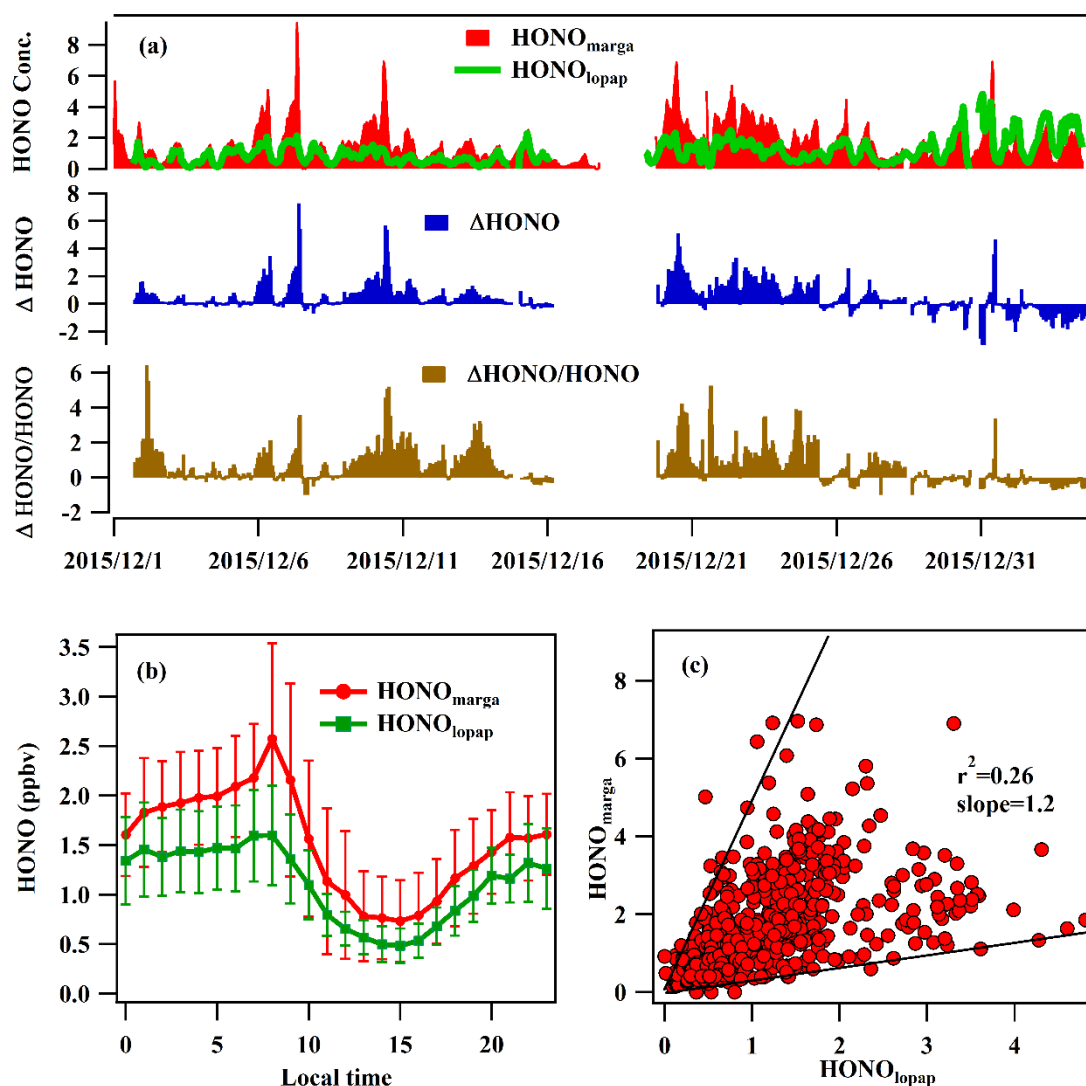 (a)
HONO Conc.
8
6
4
2
0
HONOmarga
HONOlopap
Δ HONO
8
6
4
2
0
-2
ΔHONO
Δ HONO/HONO
6
4
2
0
-2
ΔHONO/HONO
2015/12/1 2015/12/6 2015/12/11 2015/12/16 2015/12/21 2015/12/26 2015/12/31
(b)
HONO (ppbv)
3.5
3.0
2.5
2.0
1.5
1.0
0.5
0.0
HONOmarga
HONOlopap
0 5 10 15 20
Local time
(c)
HONOmarga
8
6
4
2
0
r²=0.26
slope=1.2
0 1 2 3 4
HONOlopap